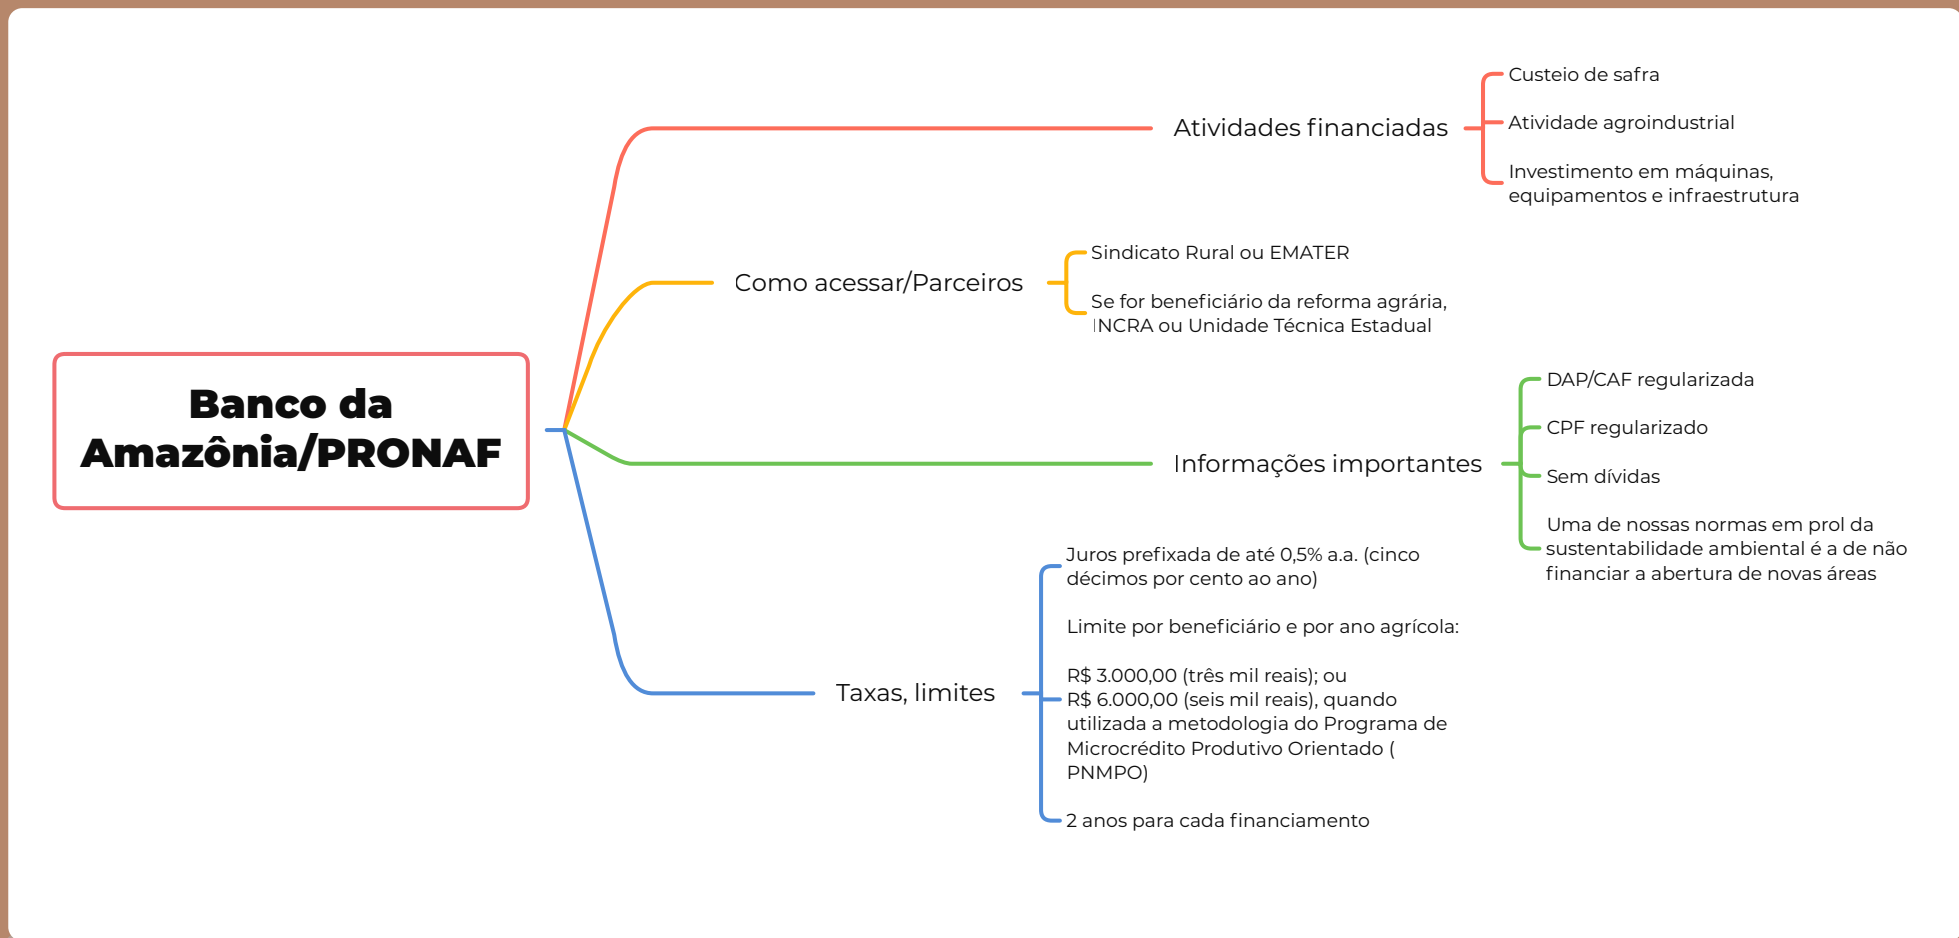 Banco da
Amazônia/PRONAF
Atividades financiadas
Custeio de safra
Atividade agroindustrial
Investimento em máquinas,
equipamentos e infraestrutura
Como acessar/Parceiros
Sindicato Rural ou EMATER
Se for beneficiário da reforma agrária,
INCRA ou Unidade Técnica Estadual
Informações importantes
DAP/CAF regularizada
CPF regularizado
Sem dívidas
Uma de nossas normas em prol da
sustentabilidade ambiental é a de não
financiar a abertura de novas áreas
Taxas, limites
Juros prefixada de até 0,5% a.a. (cinco
décimos por cento ao ano)
Limite por beneficiário e por ano agrícola:
R$ 3.000,00 (três mil reais); ou
R$ 6.000,00 (seis mil reais), quando
utilizada a metodologia do Programa de
Microcrédito Produtivo Orientado (
PNMPO)
2 anos para cada financiamento